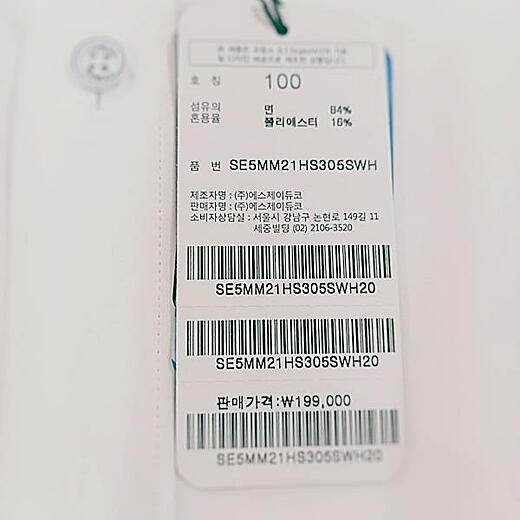 호 칭 100
섬유의 면 84%
혼용율 폴리에스터 16%
품 번 SE5MM21HS305SWH
제조자명 : (주)에스제이듀코
판매자명 : (주)에스제이듀코
소비자상담실 : 서울시 강남구 논현로 149길 11
세중빌딩 (02) 2106-3520
SE5MM21HS305SWH20
SE5MM21HS305SWH20
판매가격:₩199,000
SE5MM21HS305SWH20